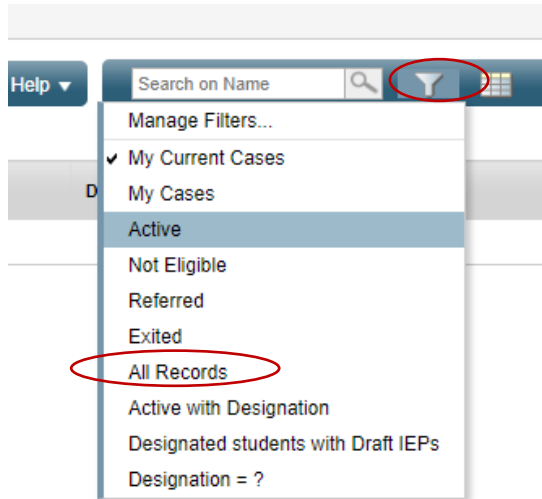 Help ▼ Search on Name
Manage Filters...
✓ My Current Cases
D My Cases
Active
Not Eligible
Referred
Exited
All Records
Active with Designation
Designated students with Draft IEPs
Designation = ?